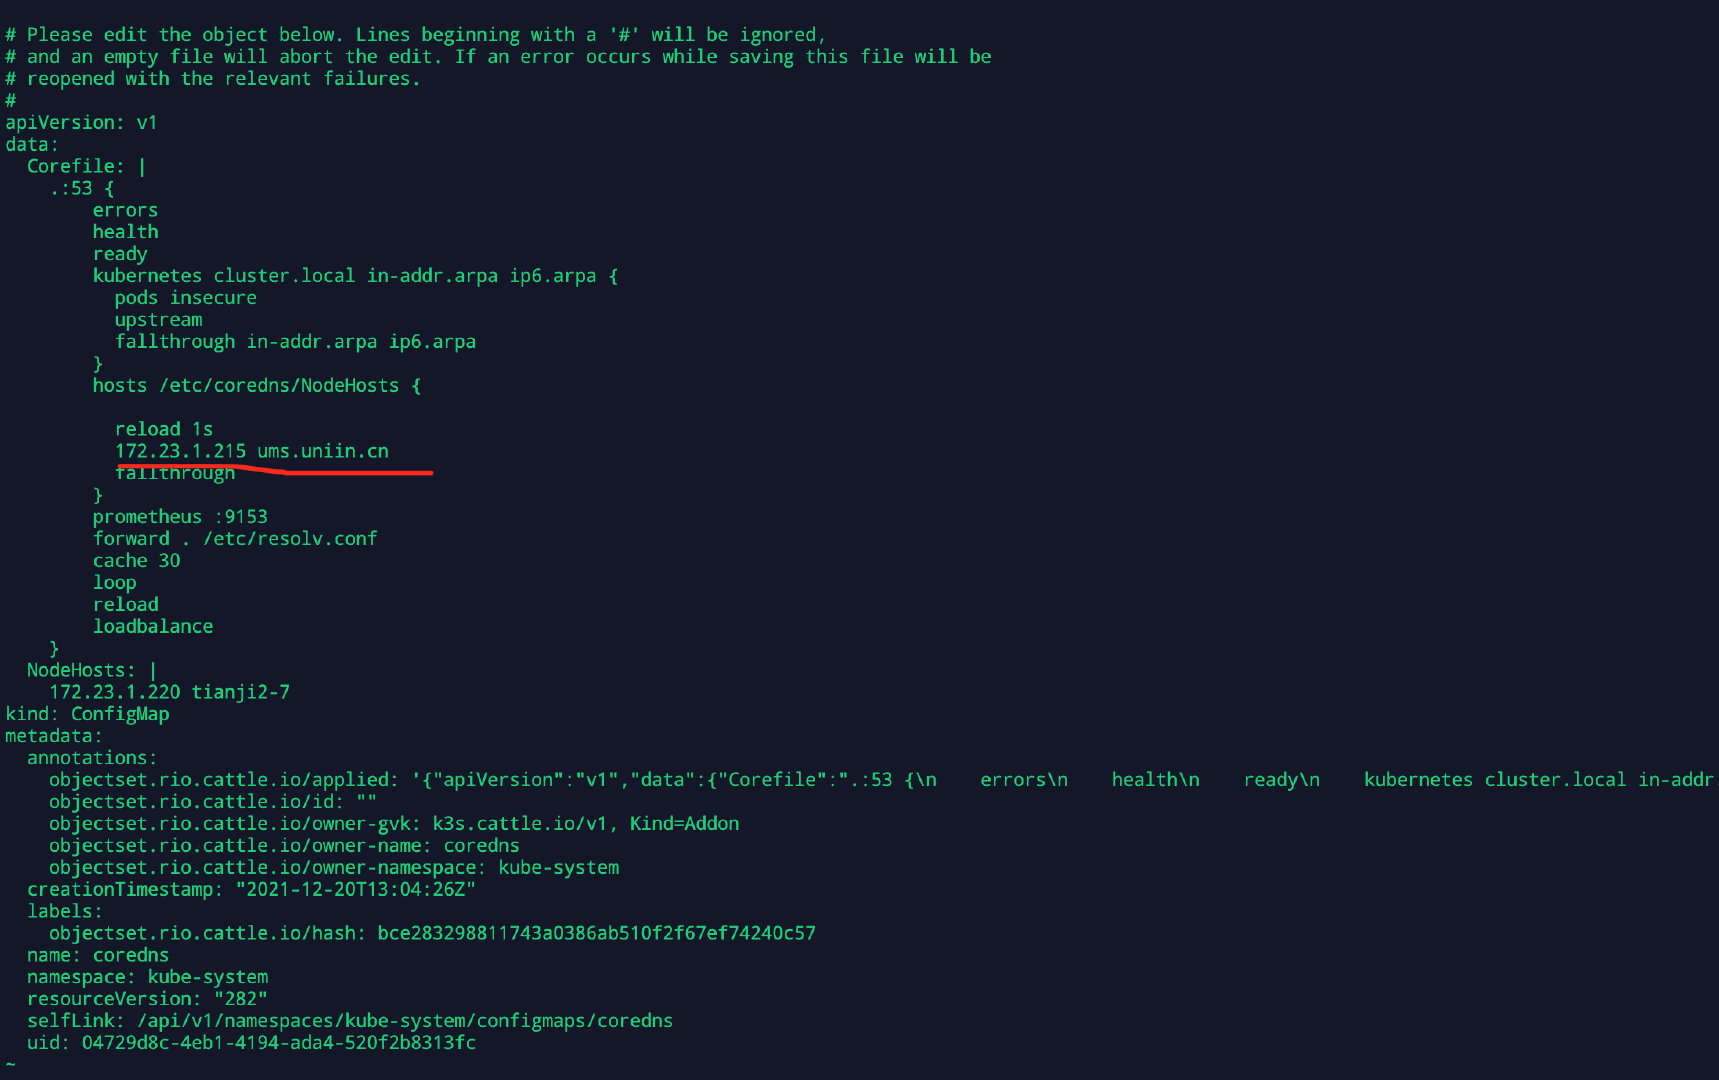 # Please edit the object below. Lines beginning with a '#' will be ignored,
# and an empty file will abort the edit. If an error occurs while saving this file will be
# reopened with the relevant failures.
#
apiVersion: v1
data:
  Corefile: |
    .:53 {
        errors
        health
        ready
        kubernetes cluster.local in-addr.arpa ip6.arpa {
          pods insecure
          upstream
          fallthrough in-addr.arpa ip6.arpa
        }
        hosts /etc/coredns/NodeHosts {

          reload 1s
          172.23.1.215 ums.uniin.cn
          fallthrough
        }
        prometheus :9153
        forward . /etc/resolv.conf
        cache 30
        loop
        reload
        loadbalance
    }
  NodeHosts: |
    172.23.1.220 tianji2-7
kind: ConfigMap
metadata:
  annotations:
    objectset.rio.cattle.io/applied: '{"apiVersion":"v1","data":{"Corefile":".:53 {\n    errors\n    health\n    ready\n    kubernetes cluster.local in-addr
    objectset.rio.cattle.io/id: ""
    objectset.rio.cattle.io/owner-gvk: k3s.cattle.io/v1, Kind=Addon
    objectset.rio.cattle.io/owner-name: coredns
    objectset.rio.cattle.io/owner-namespace: kube-system
  creationTimestamp: "2021-12-20T13:04:26Z"
  labels:
    objectset.rio.cattle.io/hash: bce283298811743a0386ab510f2f67ef74240c57
  name: coredns
  namespace: kube-system
  resourceVersion: "282"
  selfLink: /api/v1/namespaces/kube-system/configmaps/coredns
  uid: 04729d8c-4eb1-4194-ada4-520f2b8313fc
~